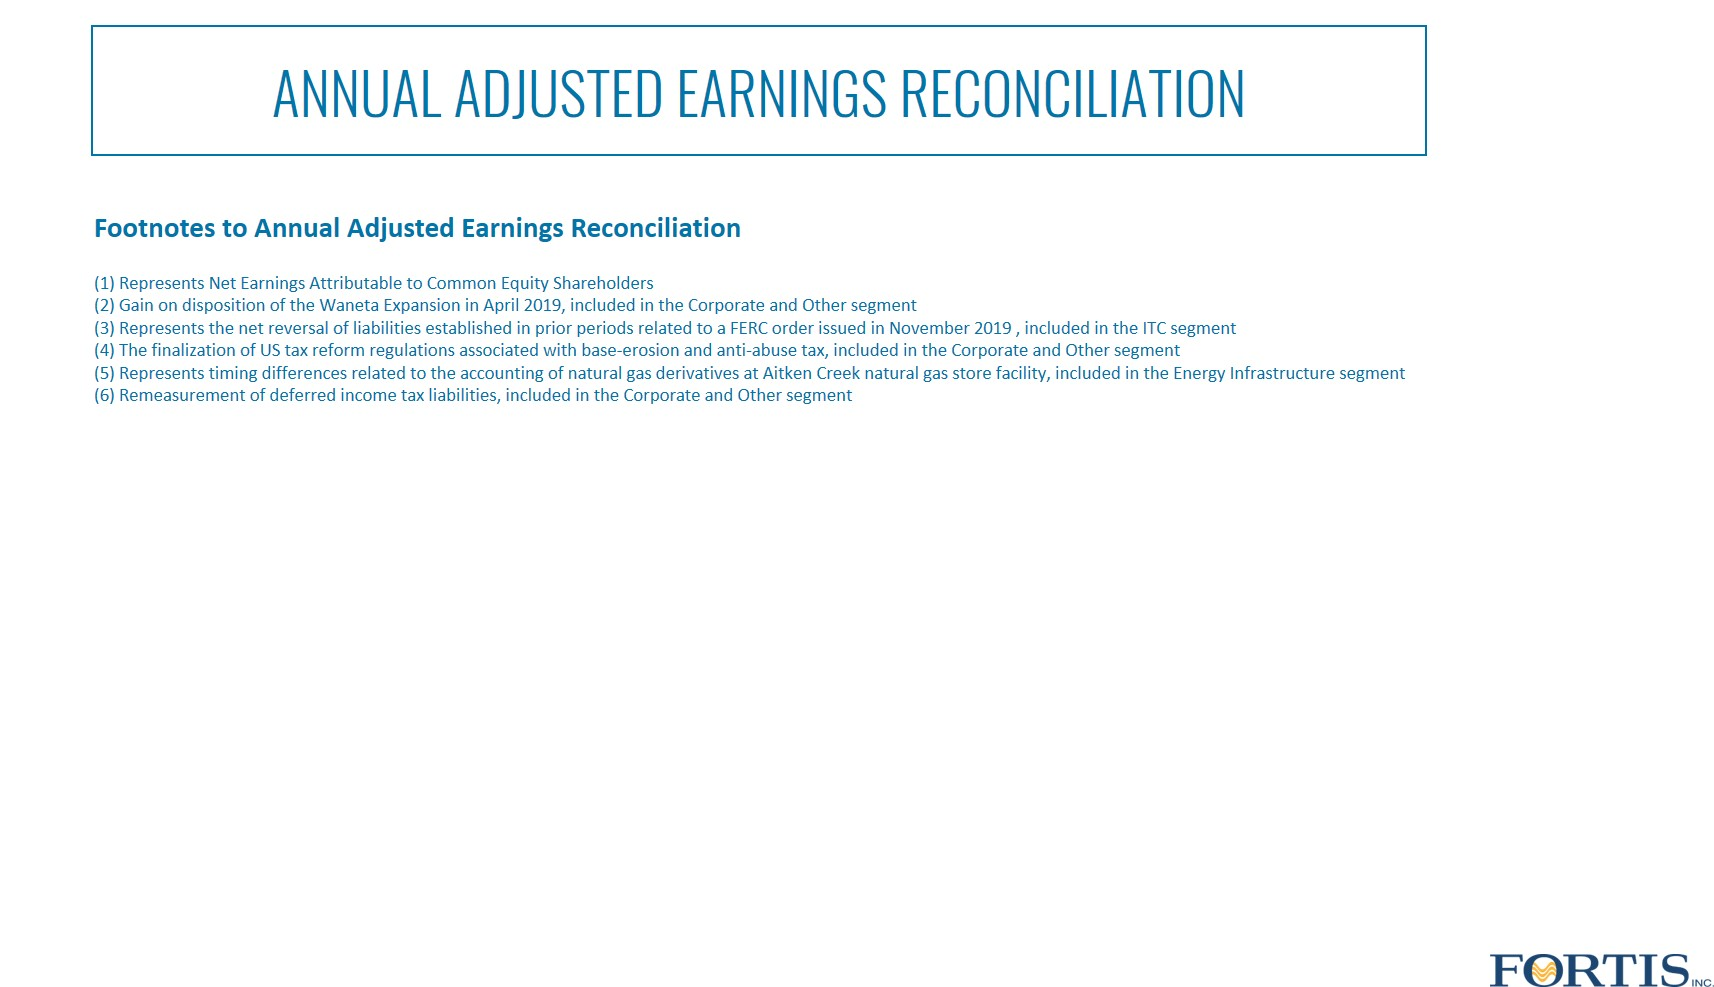 ANNUAL ADJUSTED EARNINGS RECONCILIATION
Footnotes to Annual Adjusted Earnings Reconciliation
(1) Represents Net Earnings Attributable to Common Equity Shareholders
(2) Gain on disposition of the Waneta Expansion in April 2019, included in the Corporate and Other segment
(3) Represents the net reversal of liabilities established in prior periods related to a FERC order issued in November 2019 , included in the ITC segment
(4) The finalization of US tax reform regulations associated with base-erosion and anti-abuse tax, included in the Corporate and Other segment
(5) Represents timing differences related to the accounting of natural gas derivatives at Aitken Creek natural gas store facility, included in the Energy Infrastructure segment
(6) Remeasurement of deferred income tax liabilities, included in the Corporate and Other segment
FORTIS INC.